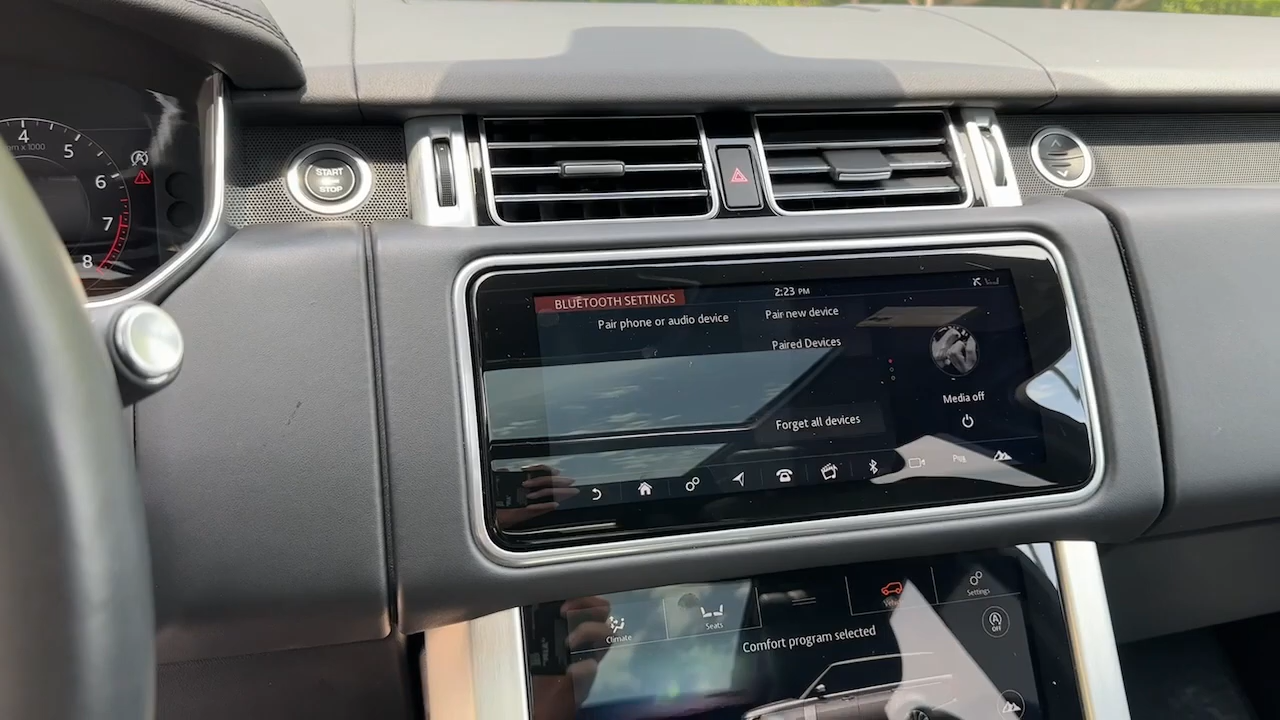 4
5
6
7
8
START
STOP
BLUETOOTH SETTINGS
2:23 PM
Pair phone or audio device
Pair new device
Paired Devices
Media off
Forget all devices
Climate
Seats
Settings
OFF
Comfort program selected